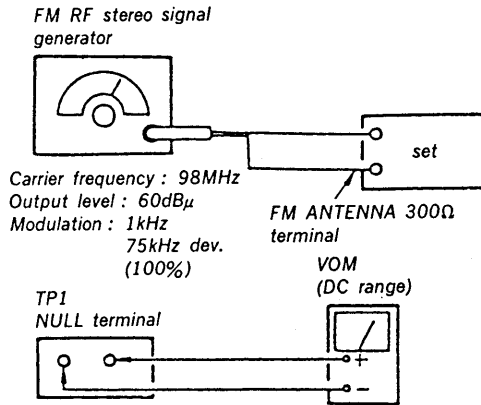 FM RF stereo signal
generator
set
Carrier frequency : 98MHz
Output level : 60dBμ
Modulation : 1kHz
75kHz dev.
(100%)
FM ANTENNA 300Ω
terminal
TP1
NULL terminal
VOM
(DC range)
+
−